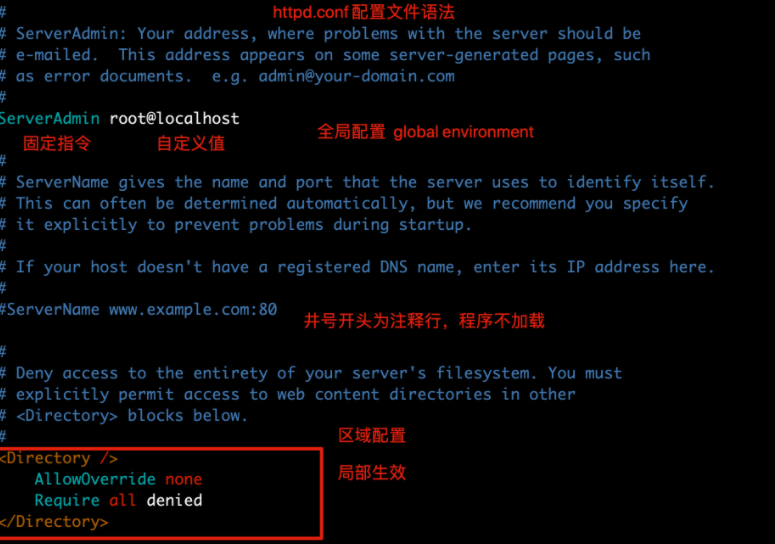 #
httpd.conf 配置文件语法
# ServerAdmin: Your address, where problems with the server should be
# e-mailed.  This address appears on some server-generated pages, such
# as error documents.  e.g. admin@your-domain.com
#
ServerAdmin root@localhost
固定指令 自定义值 全局配置 global environment
#
# ServerName gives the name and port that the server uses to identify itself.
# This can often be determined automatically, but we recommend you specify
# it explicitly to prevent problems during startup.
#
# If your host doesn't have a registered DNS name, enter its IP address here.
#
#ServerName www.example.com:80
井号开头为注释行，程序不加载
#
# Deny access to the entirety of your server's filesystem. You must
# explicitly permit access to web content directories in other
# <Directory> blocks below.
#
区域配置
<Directory />
局部生效
    AllowOverride none
    Require all denied
</Directory>